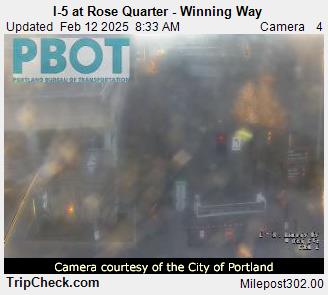 I-5 at Rose Quarter - Winning Way
Updated Feb 12 2025 8:33 AM Camera 4
PBOT
PORTLAND BUREAU OF TRANSPORTATION
Camera courtesy of the City of Portland
TripCheck.com Milepost302.00